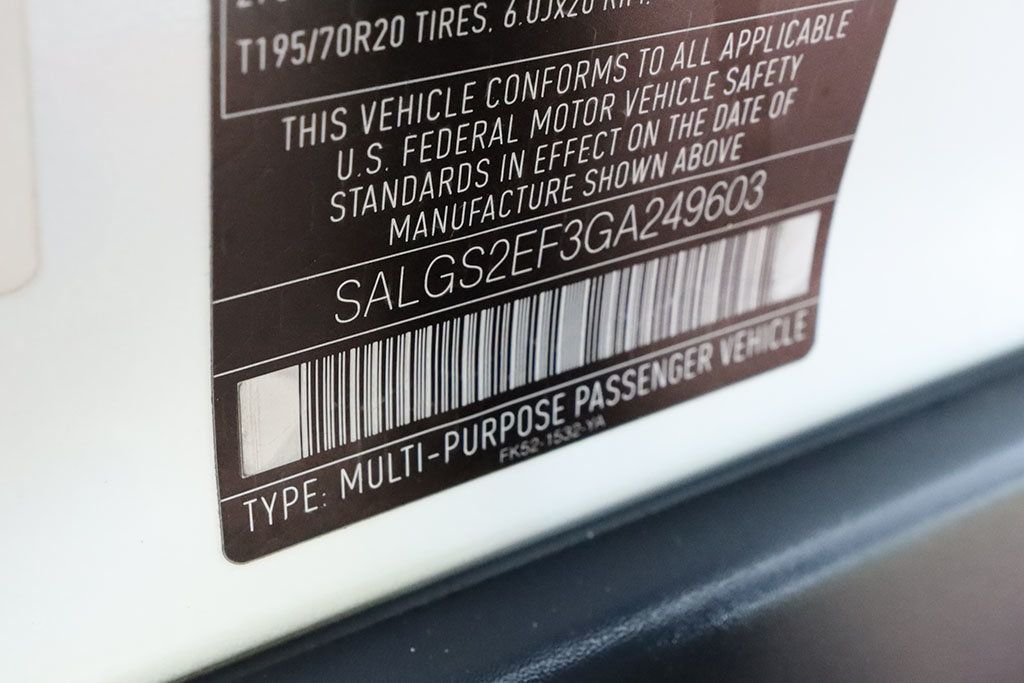 T195/70R20 TIRES, 6.0Jx20
THIS VEHICLE CONFORMS TO ALL APPLICABLE
U.S. FEDERAL MOTOR VEHICLE SAFETY
STANDARDS IN EFFECT ON THE DATE OF
MANUFACTURE SHOWN ABOVE
SALGS2EF3GA249603
TYPE: MULTI-PURPOSE PASSENGER VEHICLE
FK52-1532-YA